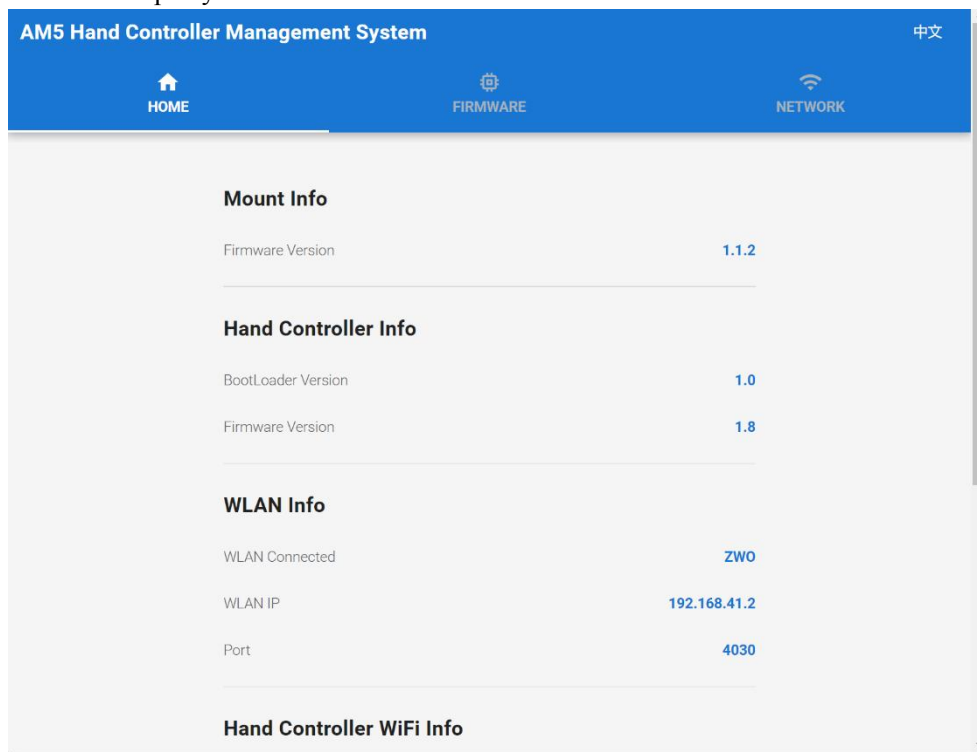 AM5 Hand Controller Management System 中文
HOME FIRMWARE NETWORK
Mount Info
Firmware Version 1.1.2
Hand Controller Info
BootLoader Version 1.0
Firmware Version 1.8
WLAN Info
WLAN Connected ZWO
WLAN IP 192.168.41.2
Port 4030
Hand Controller WiFi Info